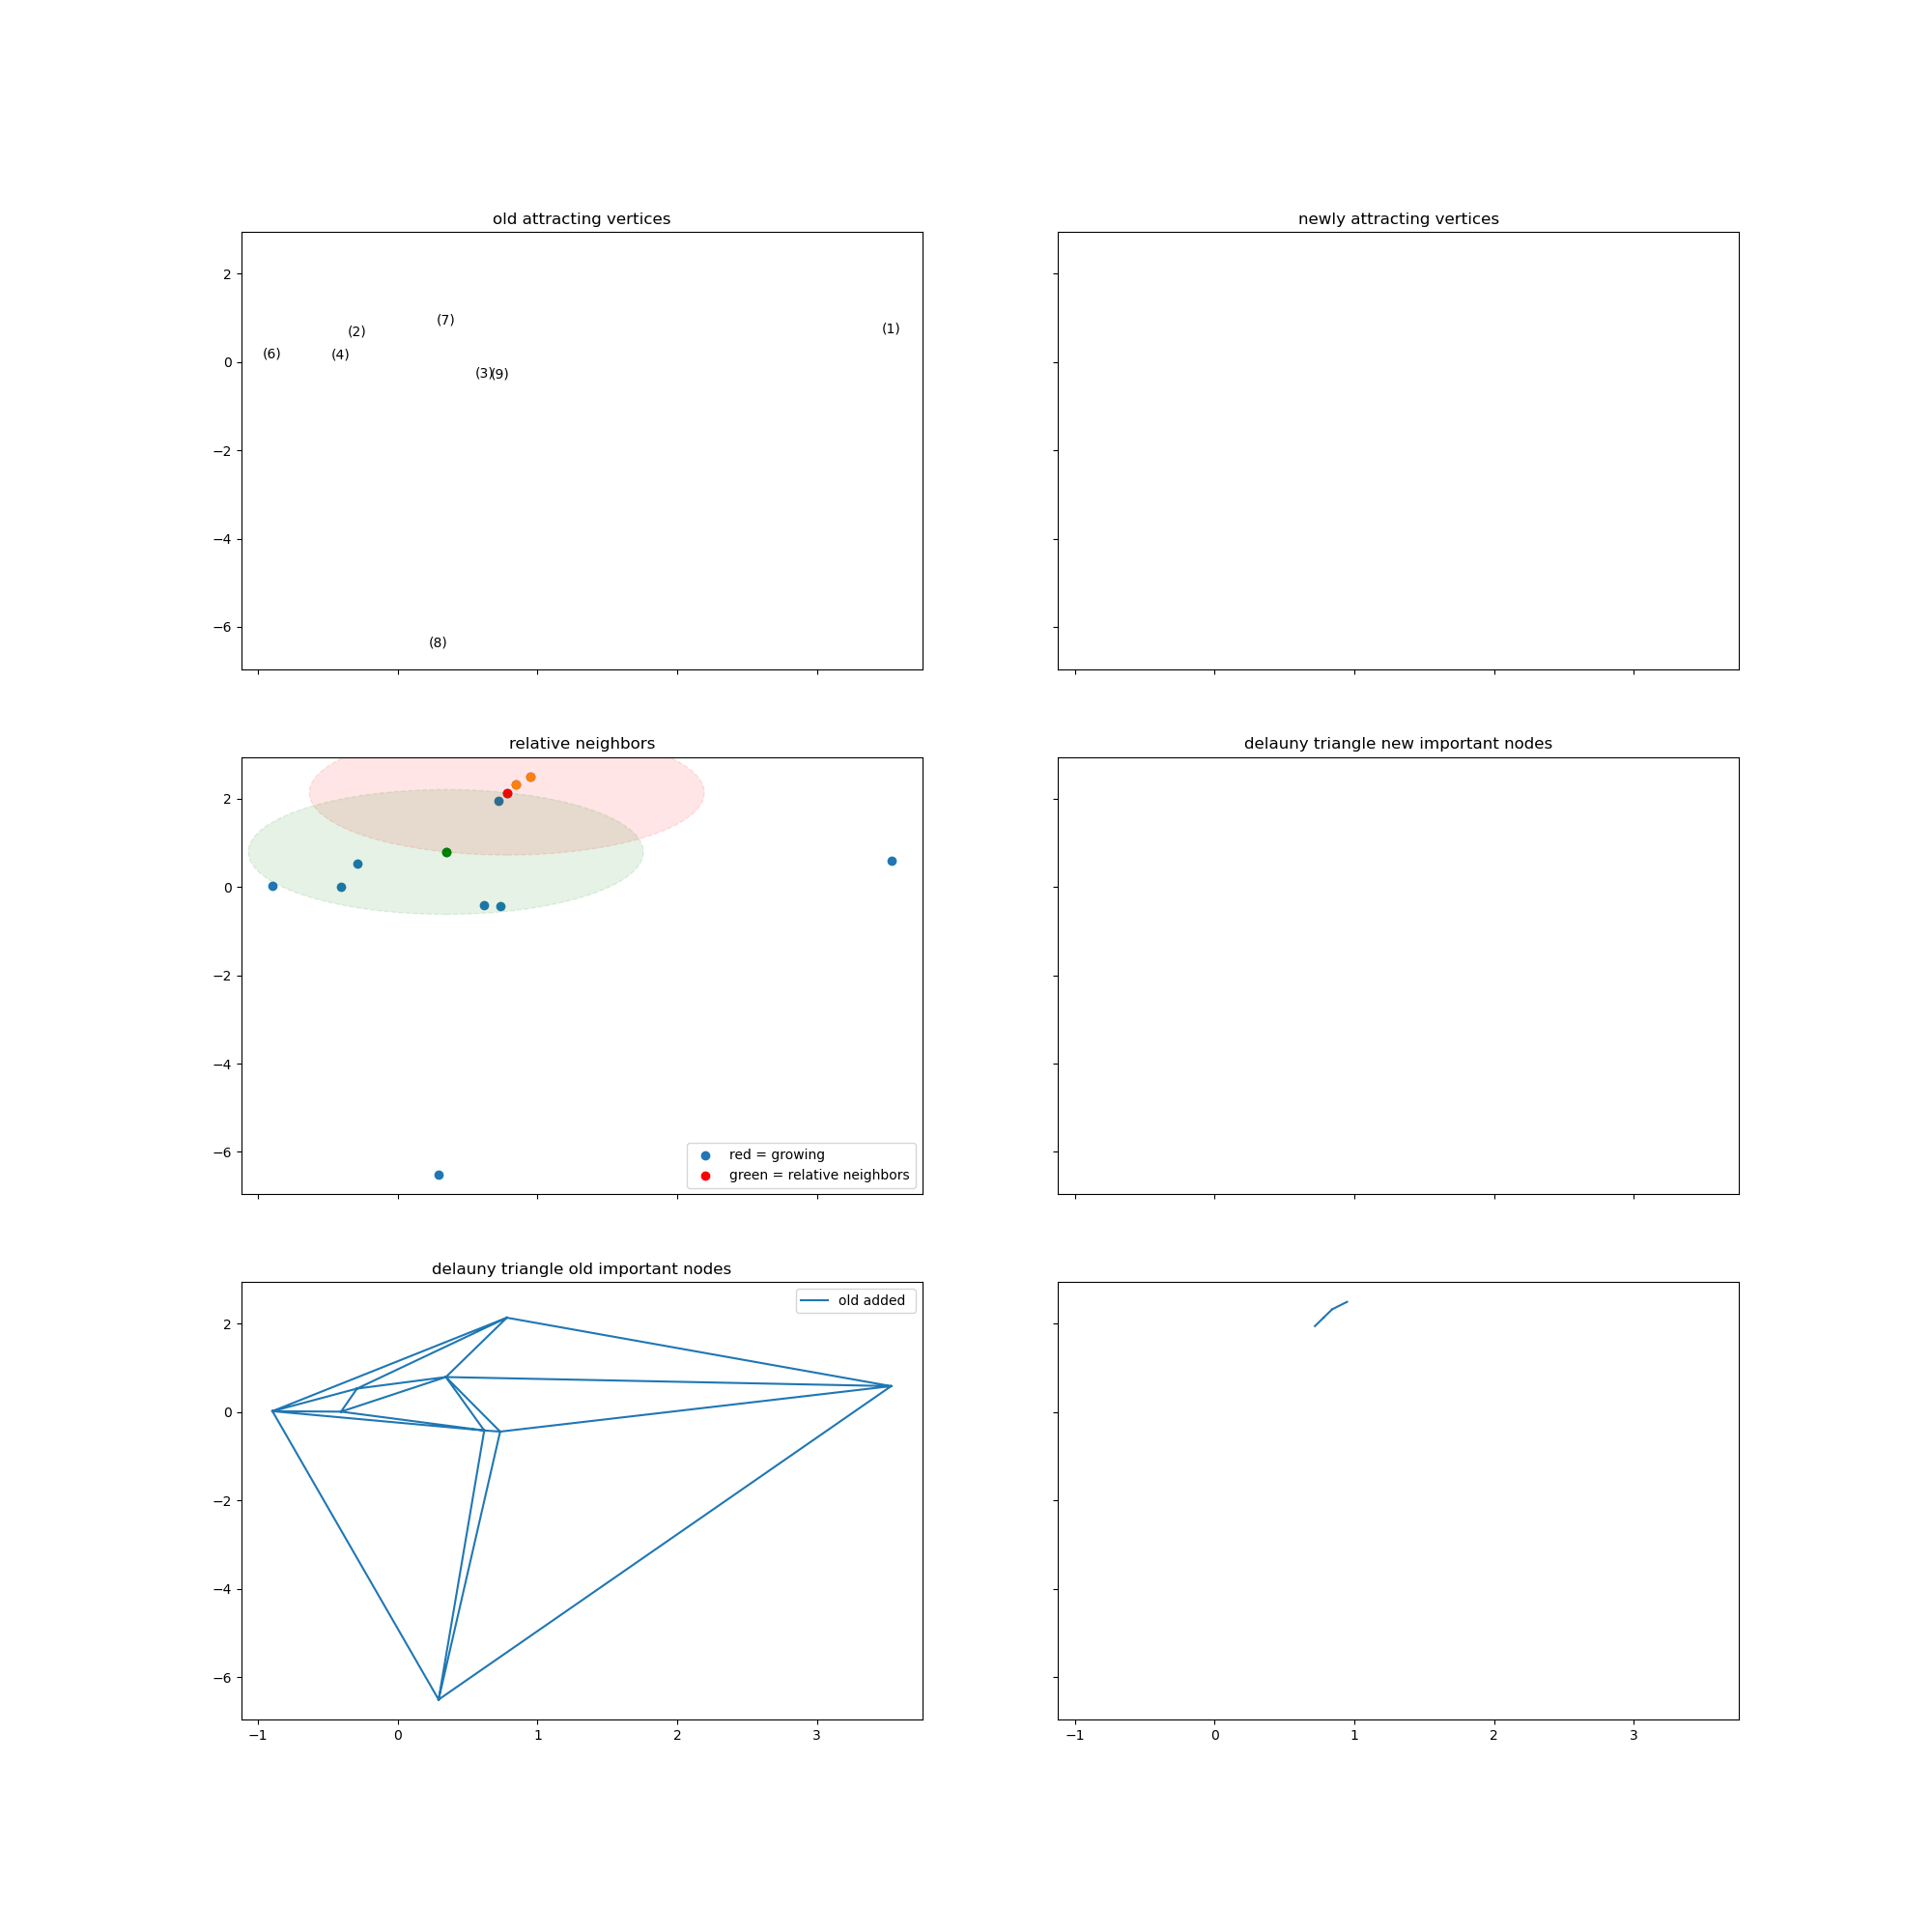 old attracting vertices
newly attracting vertices
2
0
−2
−4
−6
(7)
(1)
(2)
(6)
(4)
(3)
(9)
(8)
relative neighbors
delauny triangle new important nodes
2
0
−2
−4
−6
red = growing
green = relative neighbors
delauny triangle old important nodes
old added
2
0
−2
−4
−6
−1 0 1 2 3
−1 0 1 2 3